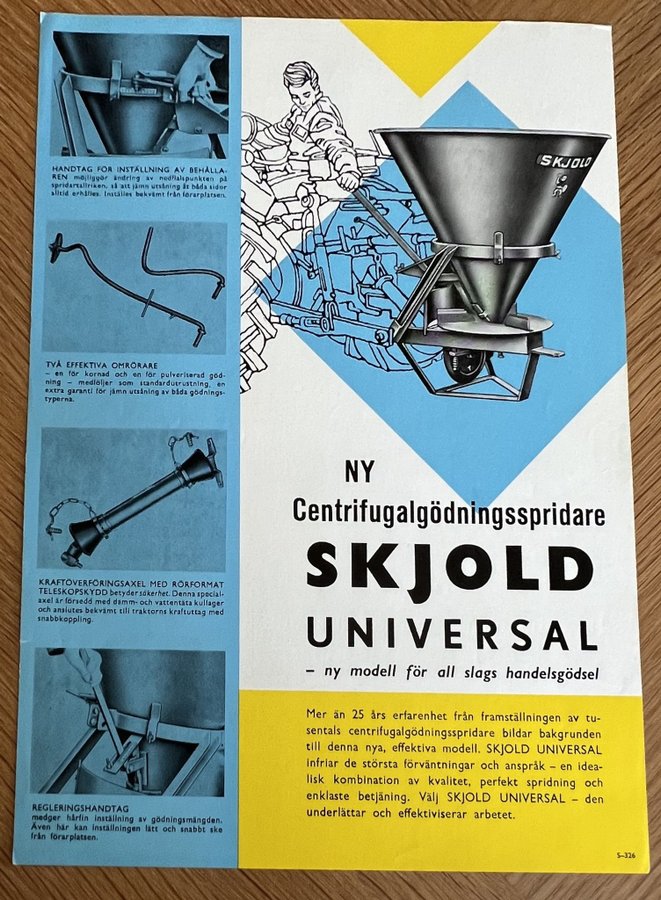 HANDTAG FÖR INSTÄLLNING AV BEHÅLLA-
REN möjliggör ändring av nedfallspunkten på
spridartallriken, så att jämn utsåning åt båda sidor
alltid erhålles. Inställes bekvämt från förarplatsen.
TVÅ EFFEKTIVA OMRÖRARE
– en för kornad och en för pulveriserad göd-
ning – medföljer som standardutrustning, en
extra garanti för jämn utsåning av båda gödnings-
typerna.
KRAFTÖVERFÖRINGSAXEL MED RÖRFORMAT
TELESKOPSKYDD betyder säkerhet. Denna special-
axel är försedd med damm- och vattentäta kullager
och anslutes bekvämt till traktorns kraftuttag med
snabbkoppling.
REGLERINGSHANDTAG
medger hårfin inställning av gödningsmängden.
Även här kan inställningen lätt och snabbt ske
från förarplatsen.
SKJOLD
NY
Centrifugalgödningsspridare
SKJOLD
UNIVERSAL
– ny modell för all slags handelsgödsel
Mer än 25 års erfarenhet från framställningen av tu-
sentals centrifugalgödningsspridare bildar bakgrunden
till denna nya, effektiva modell. SKJOLD UNIVERSAL
infriar de största förväntningar och anspråk – en idea-
lisk kombination av kvalitet, perfekt spridning och
enklaste betjäning. Välj SKJOLD UNIVERSAL – den
underlättar och effektiviserar arbetet.
S–326